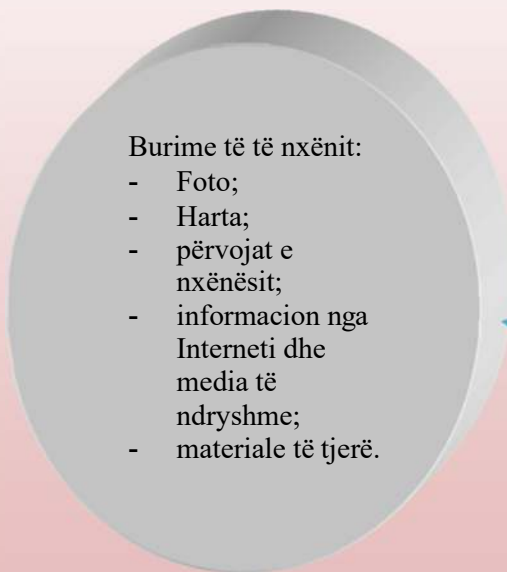 Burime të të nxënit:
- Foto;
- Harta;
- përvojat e
nxënësit;
- informacion nga
Interneti dhe
media të
ndryshme;
- materiale të tjerë.